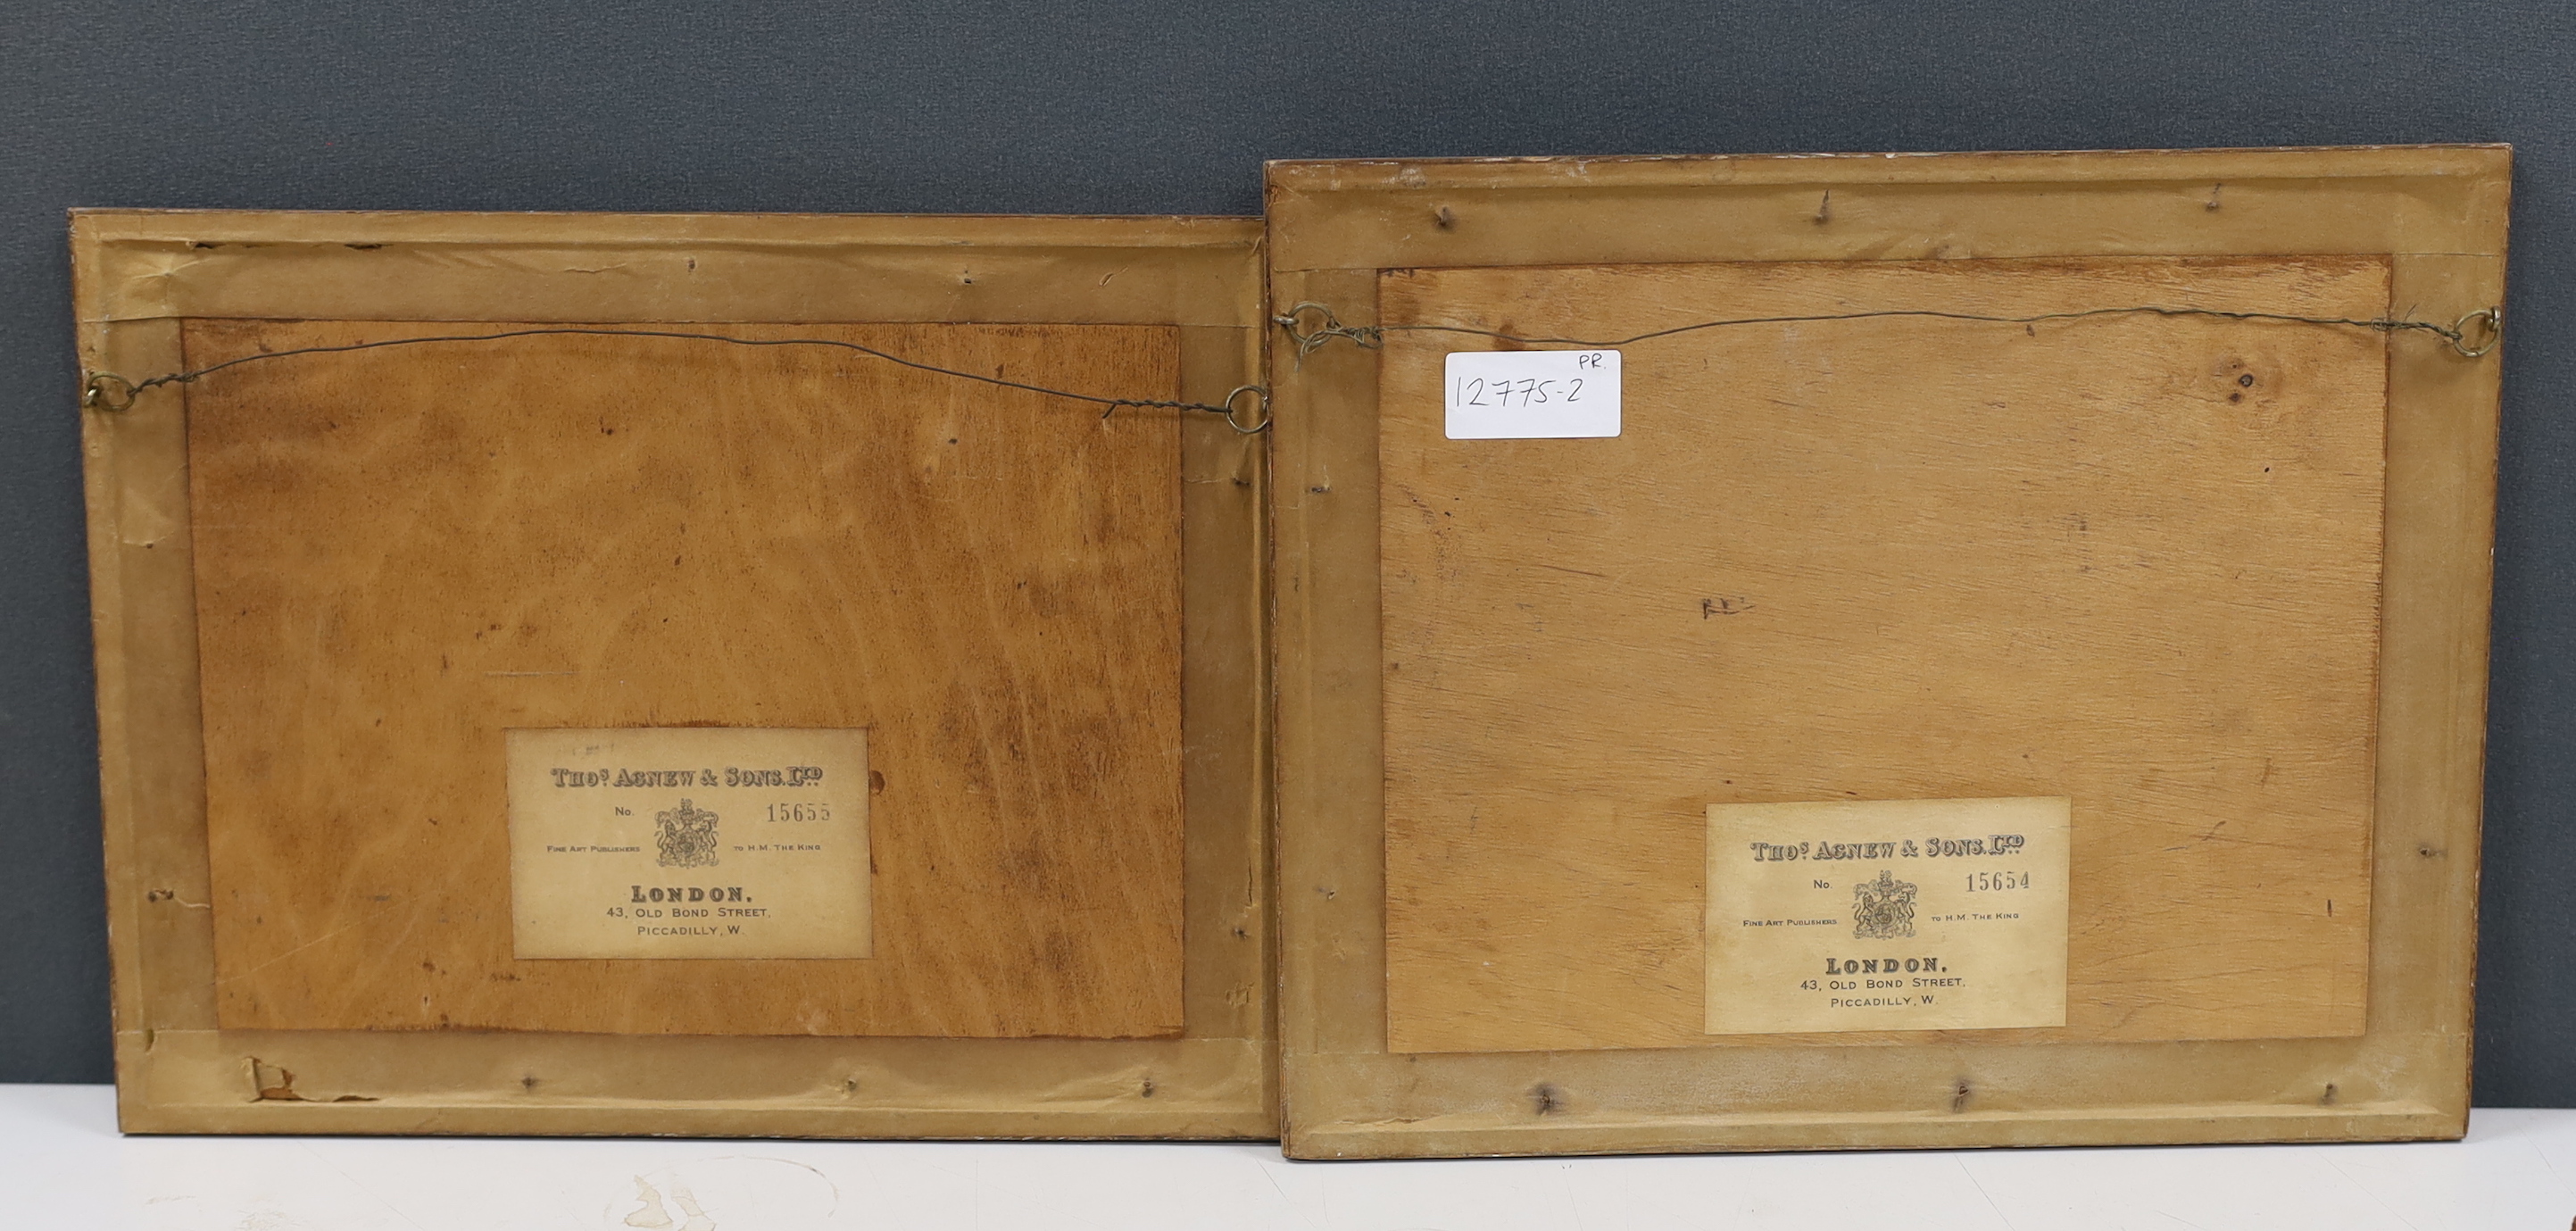 THOS AGNEW & SONS. LTD
No. 15655
FINE ART PUBLISHERS TO H.M. THE KING
LONDON.
43, OLD BOND STREET,
PICCADILLY, W.
PR.
12775-2
THOS AGNEW & SONS. LTD
No. 15654
FINE ART PUBLISHERS TO H.M. THE KING
LONDON.
43, OLD BOND STREET,
PICCADILLY, W.